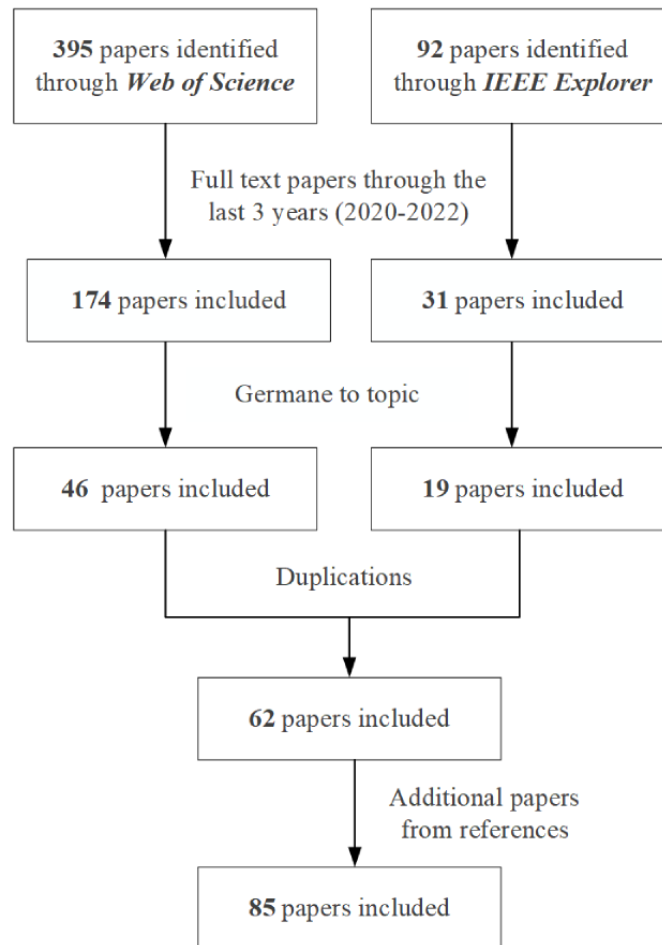 395 papers identified
through Web of Science
92 papers identified
through IEEE Explorer
Full text papers through the
last 3 years (2020-2022)
174 papers included
31 papers included
Germane to topic
46 papers included
19 papers included
Duplications
62 papers included
Additional papers
from references
85 papers included